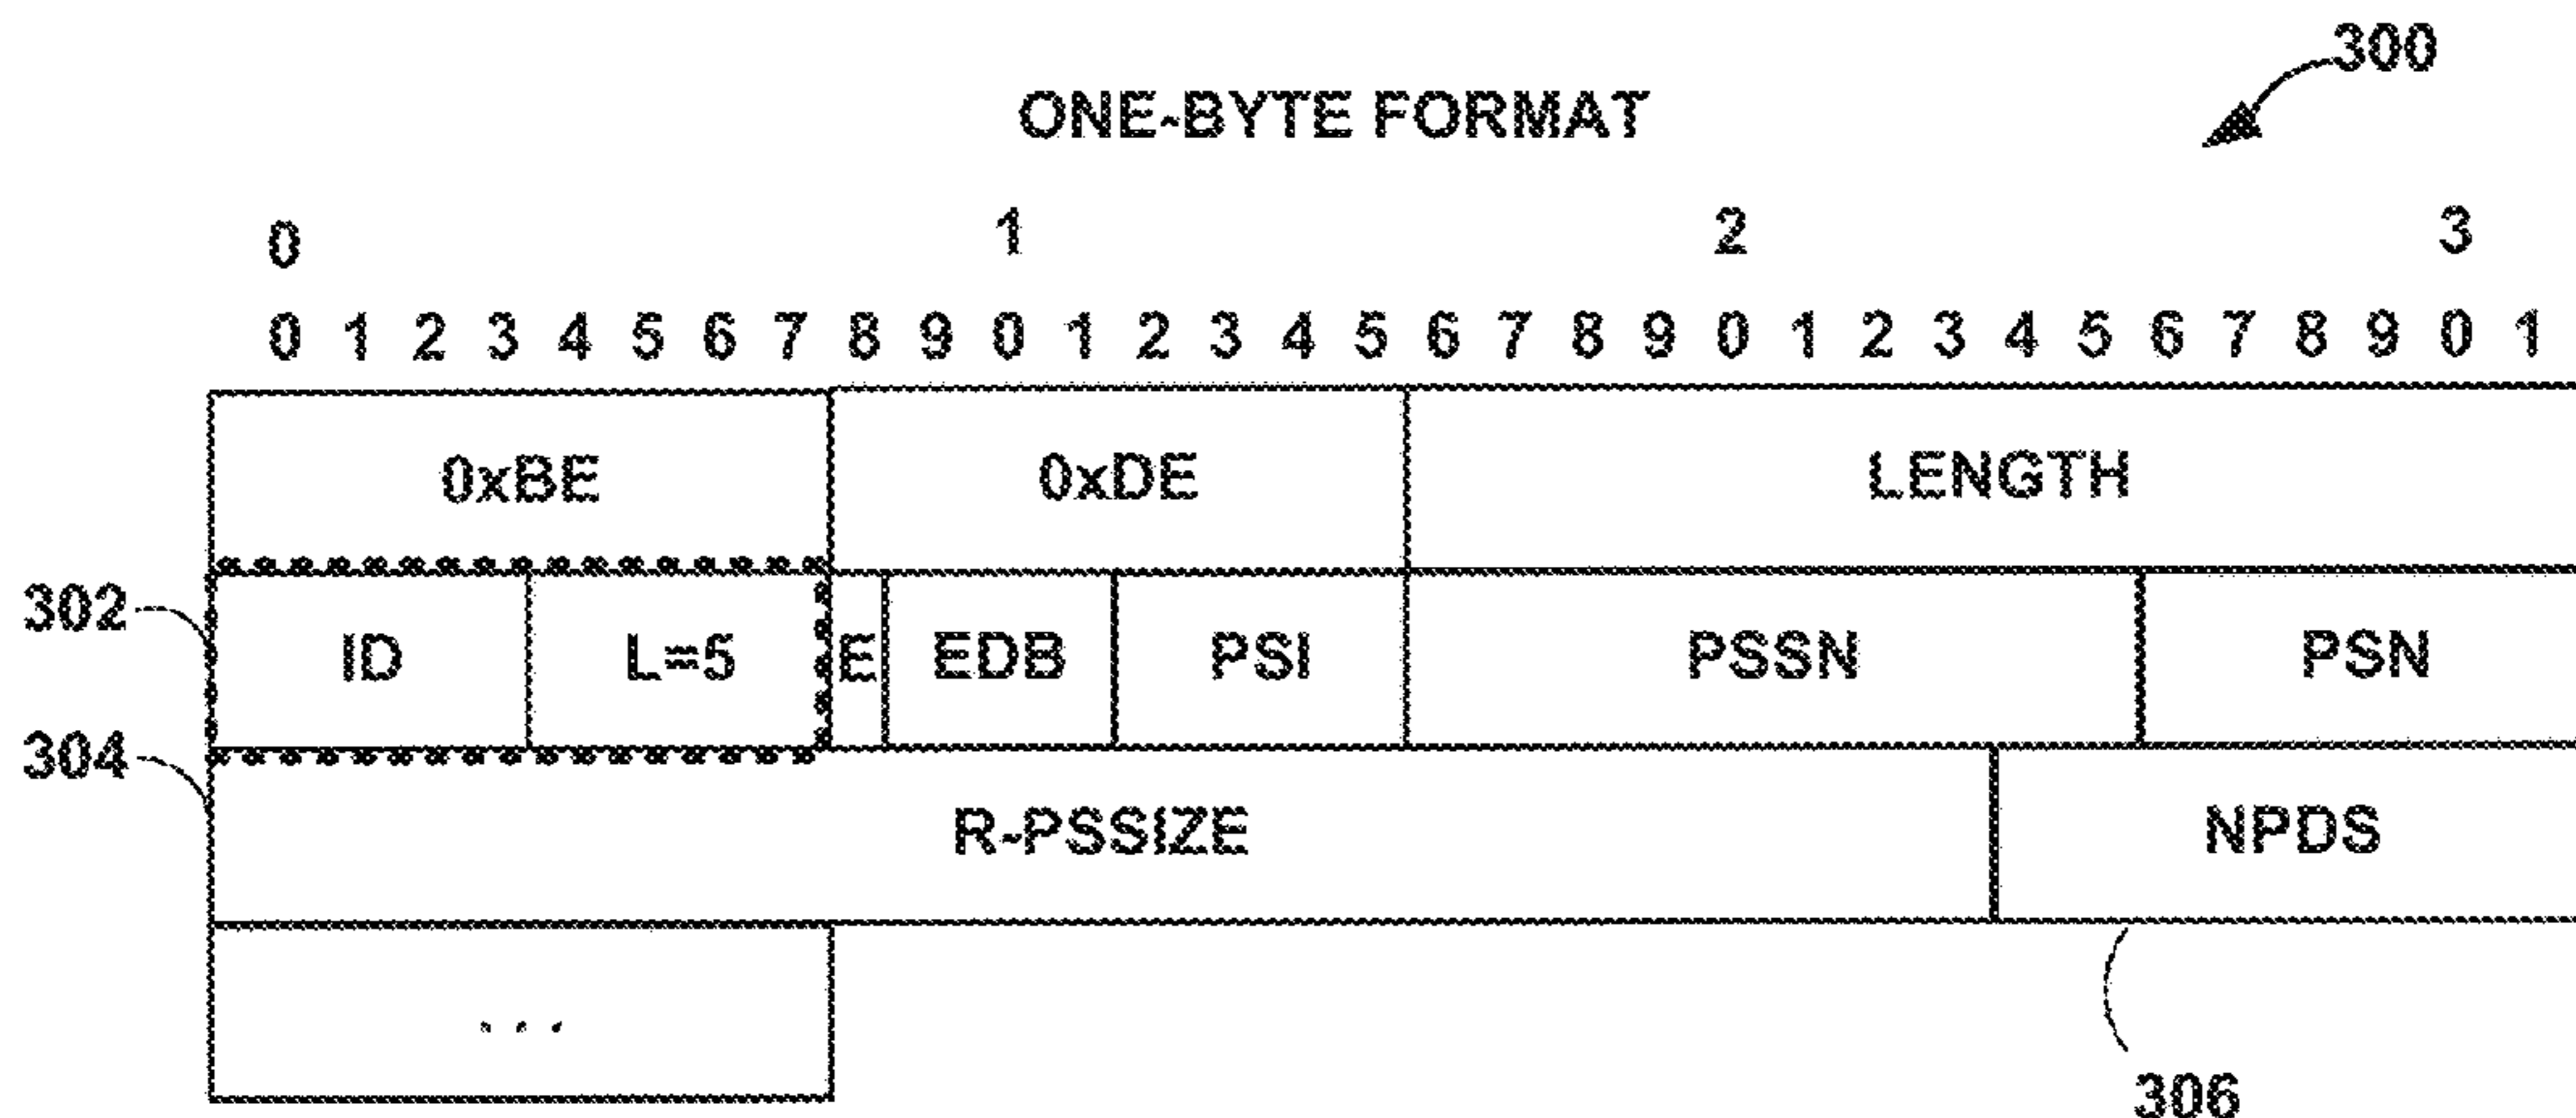 300
ONE-BYTE FORMAT
0 1 2 3
0 1 2 3 4 5 6 7 8 9 0 1 2 3 4 5 6 7 8 9 0 1 2 3 4 5 6 7 8 9 0 1
0xBE 0xDE LENGTH
302 ID L=5 E EDB PSI PSSN PSN
304 R-PSSIZE NPDS
...
306